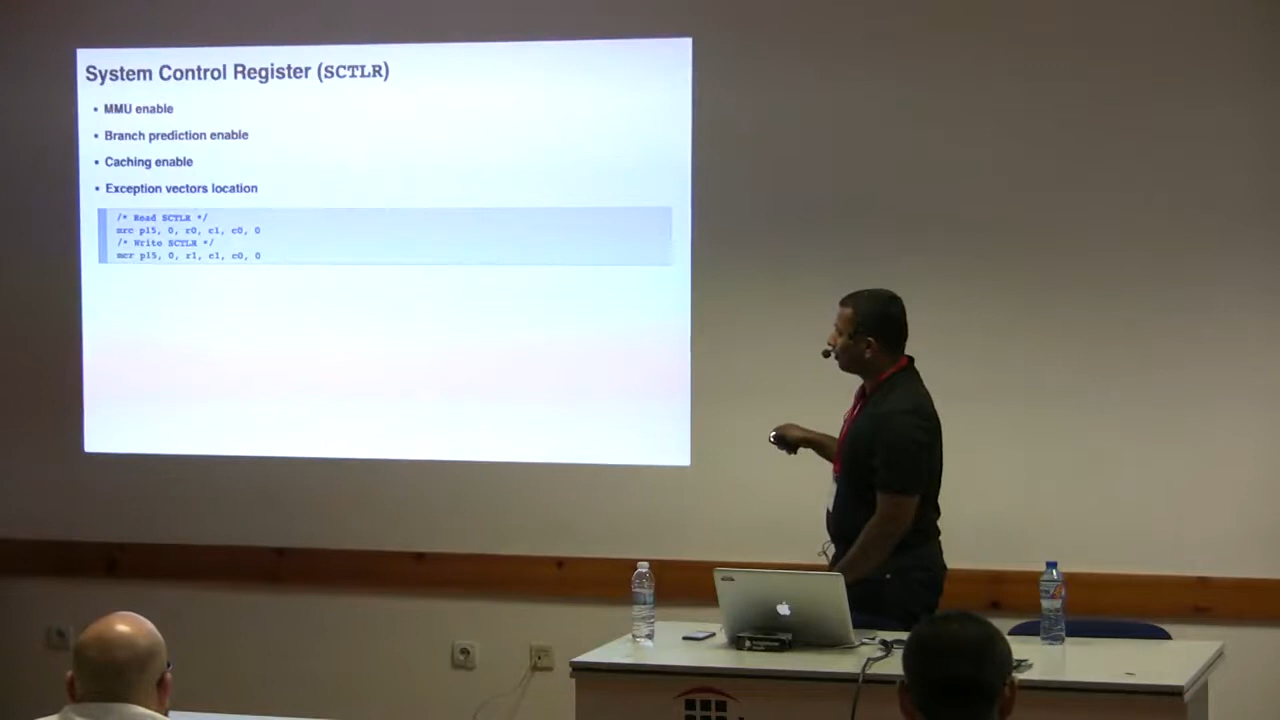 System Control Register (SCTLR)
• MMU enable
• Branch prediction enable
• Caching enable
• Exception vectors location
/* Read SCTLR */
mrc p15, 0, r0, c1, c0, 0
/* Write SCTLR */
mcr p15, 0, r1, c1, c0, 0